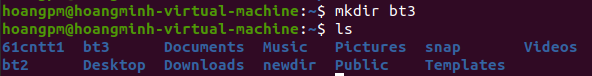 hoangpm@hoangminh-virtual-machine:~$ mkdir bt3
hoangpm@hoangminh-virtual-machine:~$ ls
61cntt1  bt3      Documents  Music   Pictures  snap       Videos
bt2      Desktop  Downloads  newdir  Public    Templates